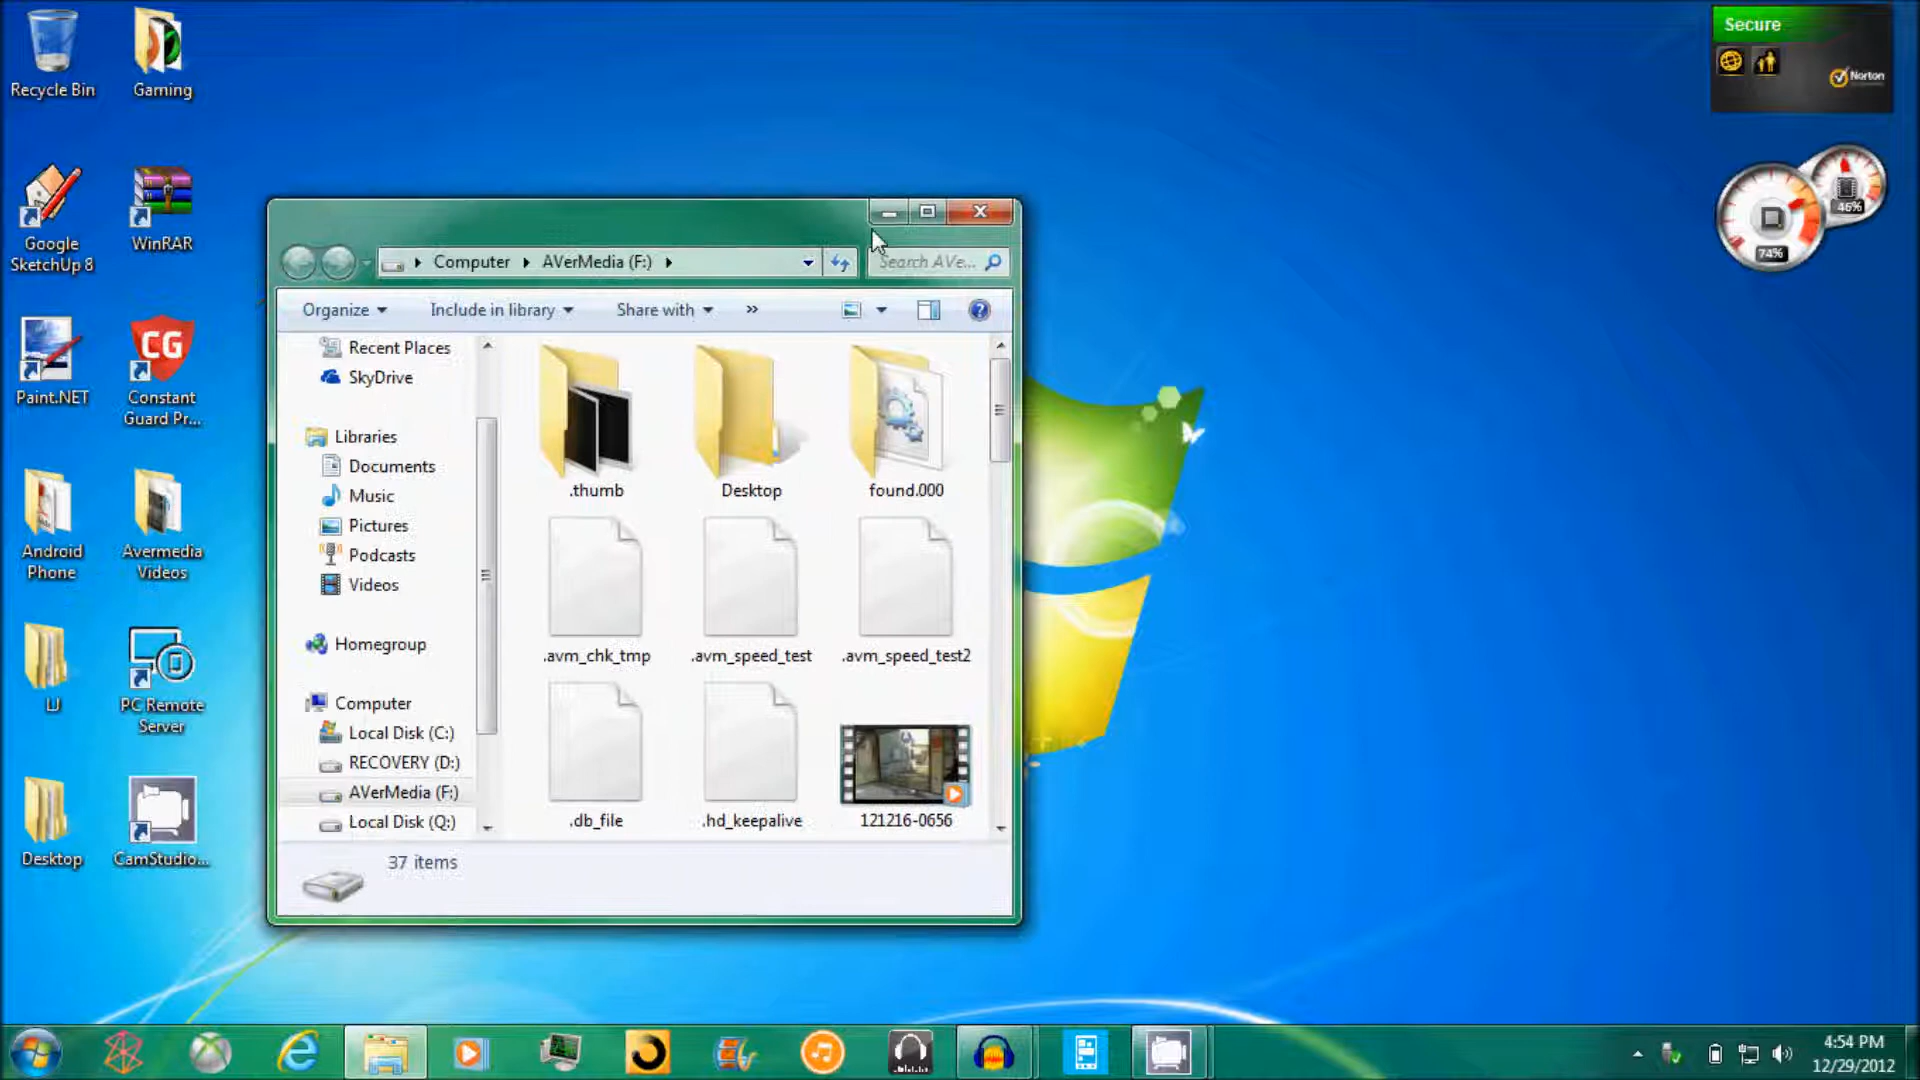 Recycle Bin
Gaming
Google
SketchUp 8
WinRAR
Paint.NET
CG
Constant
Guard Pr...
Android
Phone
Avermedia
Videos
LJ
PC Remote
Server
Desktop
CamStudio...
Computer
AVerMedia (F:)
Search AVe...
Organize
Include in library
Share with
»
Recent Places
SkyDrive
Libraries
Documents
Music
Pictures
Podcasts
Videos
Homegroup
Computer
Local Disk (C:)
RECOVERY (D:)
AVerMedia (F:)
Local Disk (Q:)
.thumb
Desktop
found.000
.avm_chk_tmp
.avm_speed_test
.avm_speed_test2
.db_file
.hd_keepalive
121216-0656
37 items
Secure
Norton
46%
74%
4:54 PM
12/29/2012